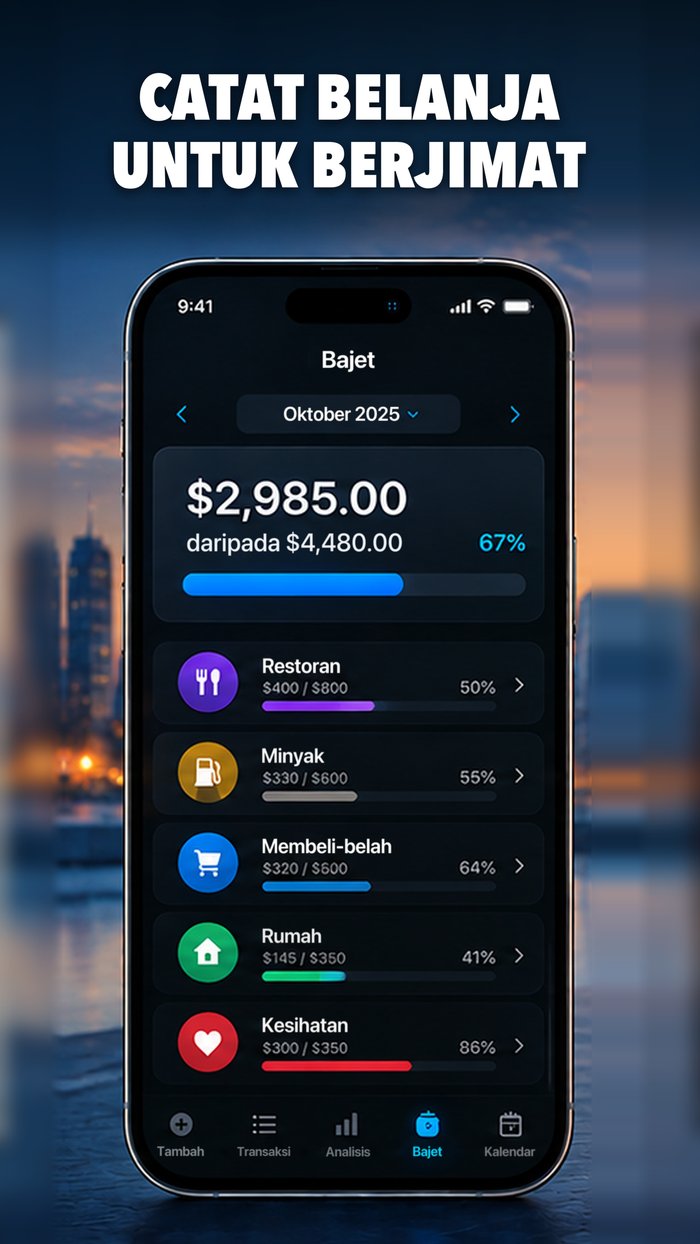 CATAT BELANJA
UNTUK BERJIMAT
9:41
Bajet
Oktober 2025
$2,985.00
daripada $4,480.00
67%
Restoran
$400 / $800
50%
Minyak
$330 / $600
55%
Membeli-belah
$320 / $600
64%
Rumah
$145 / $350
41%
Kesihatan
$300 / $350
86%
Tambah
Transaksi
Analisis
Bajet
Kalendar